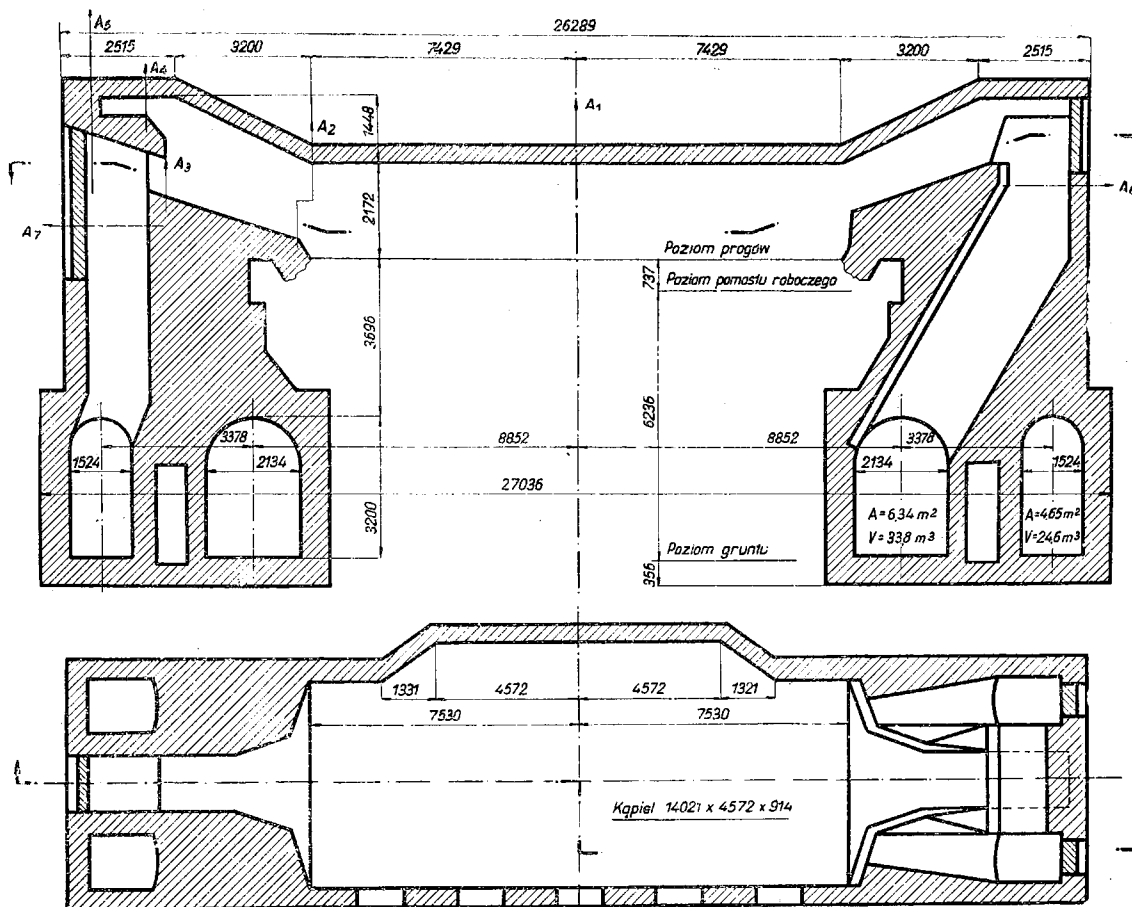 26289
2515 3200 7429 7429 3200 2515
A5
A4
A1
A2
1448
A3
A7
2172
Poziom progów
737
Poziom pomostu roboczego
3696
6236
3378 8852 8852 3378
1524 2134 2134 1524
27036
3200
A=6,34 m²
V=33,8 m³
A=4,65 m²
V=24,6 m³
Poziom gruntu
356
1331 4572 4572 1321
7530 7530
Kąpiel 14021 x 4572 x 914